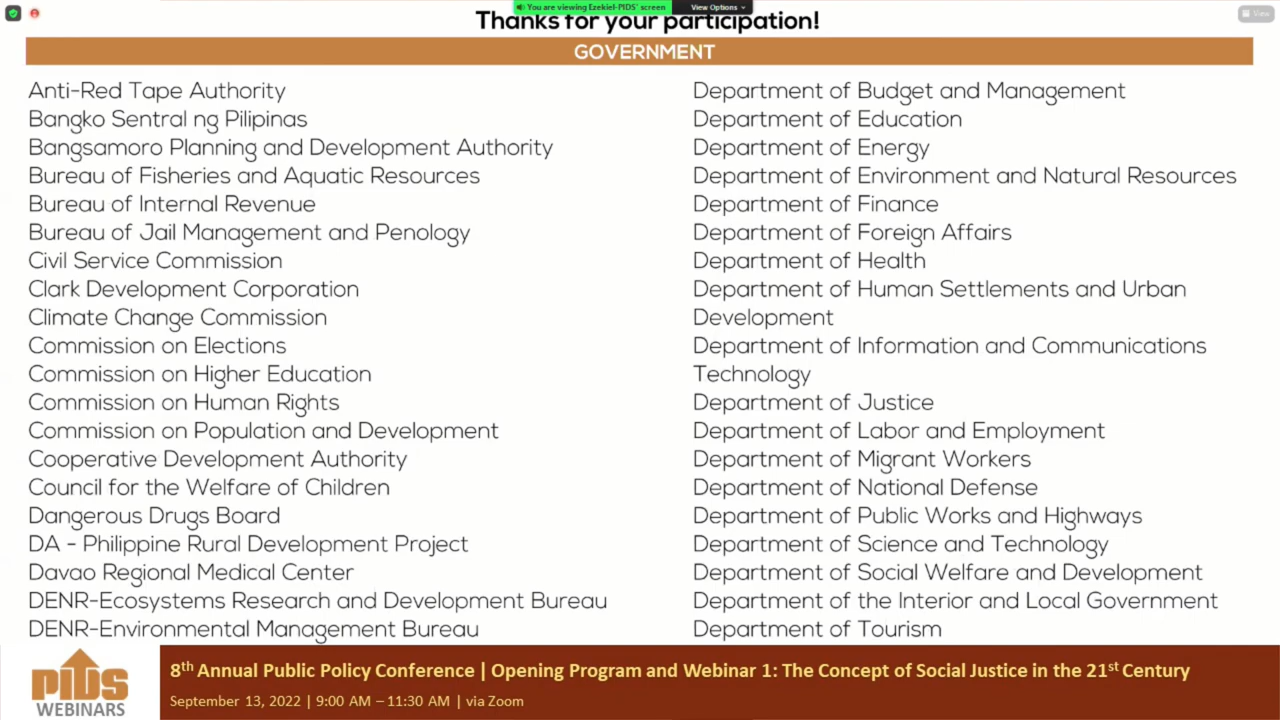 You are viewing Ezekiel-PIDS' screen
View Options
View
Thanks for your participation!
GOVERNMENT
Anti-Red Tape Authority
Bangko Sentral ng Pilipinas
Bangsamoro Planning and Development Authority
Bureau of Fisheries and Aquatic Resources
Bureau of Internal Revenue
Bureau of Jail Management and Penology
Civil Service Commission
Clark Development Corporation
Climate Change Commission
Commission on Elections
Commission on Higher Education
Commission on Human Rights
Commission on Population and Development
Cooperative Development Authority
Council for the Welfare of Children
Dangerous Drugs Board
DA - Philippine Rural Development Project
Davao Regional Medical Center
DENR-Ecosystems Research and Development Bureau
DENR-Environmental Management Bureau
Department of Budget and Management
Department of Education
Department of Energy
Department of Environment and Natural Resources
Department of Finance
Department of Foreign Affairs
Department of Health
Department of Human Settlements and Urban
Development
Department of Information and Communications
Technology
Department of Justice
Department of Labor and Employment
Department of Migrant Workers
Department of National Defense
Department of Public Works and Highways
Department of Science and Technology
Department of Social Welfare and Development
Department of the Interior and Local Government
Department of Tourism
PIDS
WEBINARS
8th Annual Public Policy Conference | Opening Program and Webinar 1: The Concept of Social Justice in the 21st Century
September 13, 2022 | 9:00 AM – 11:30 AM | via Zoom